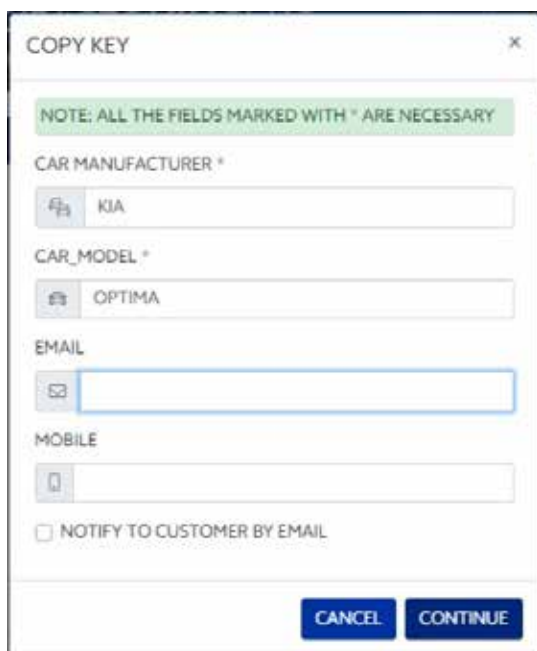 COPY KEY
×
NOTE: ALL THE FIELDS MARKED WITH * ARE NECESSARY
CAR MANUFACTURER *
KIA
CAR_MODEL *
OPTIMA
EMAIL
MOBILE
NOTIFY TO CUSTOMER BY EMAIL
CANCEL CONTINUE